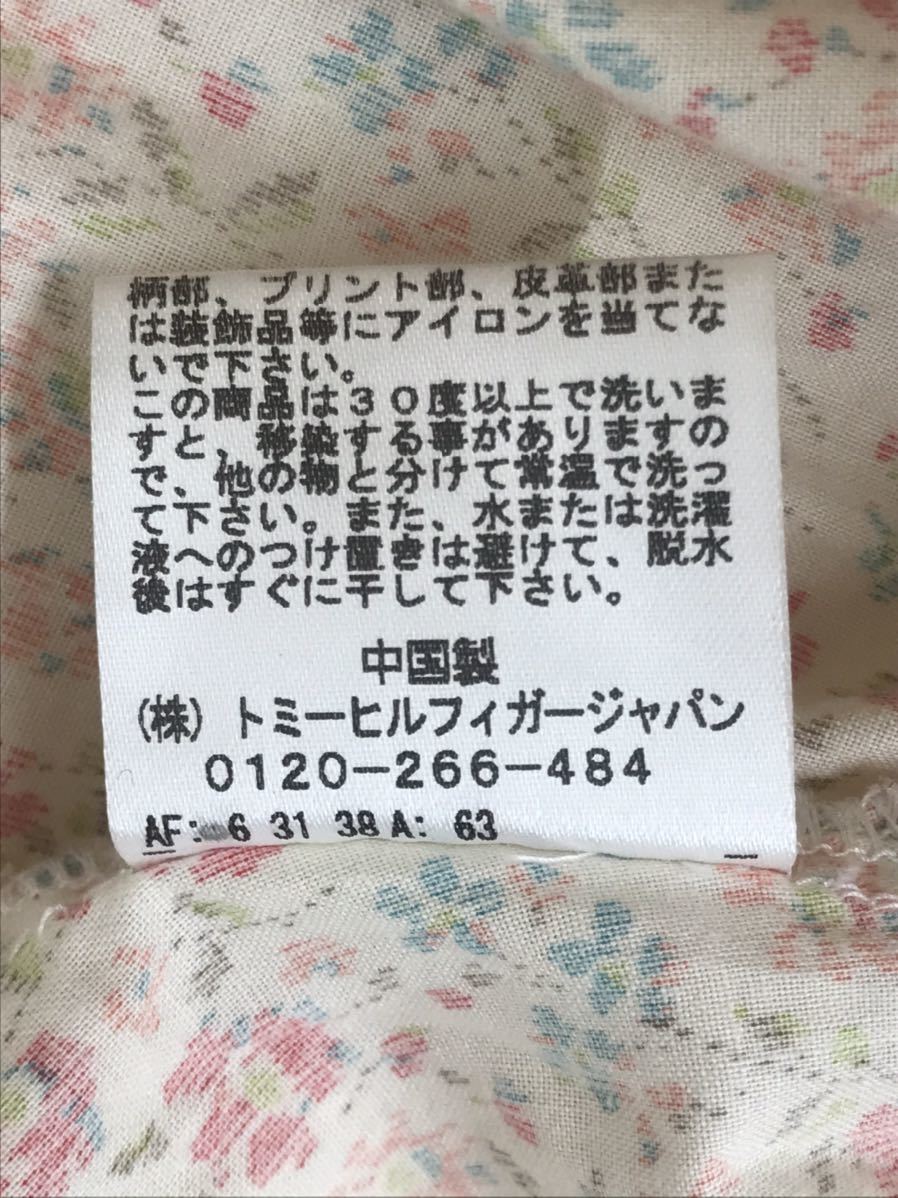 柄部、プリント部、皮革部また
は装飾品等にアイロンを当てな
いで下さい。
この商品は30度以上で洗いま
すと、移染する事がありますの
で、他の物と分けて常温で洗っ
て下さい。また、水または洗濯
液へのつけ置きは避けて、脱水
後はすぐに干して下さい。
中国製
(株) トミーヒルフィガージャパン
0120-266-484
AF: 6 31 38 A: 63